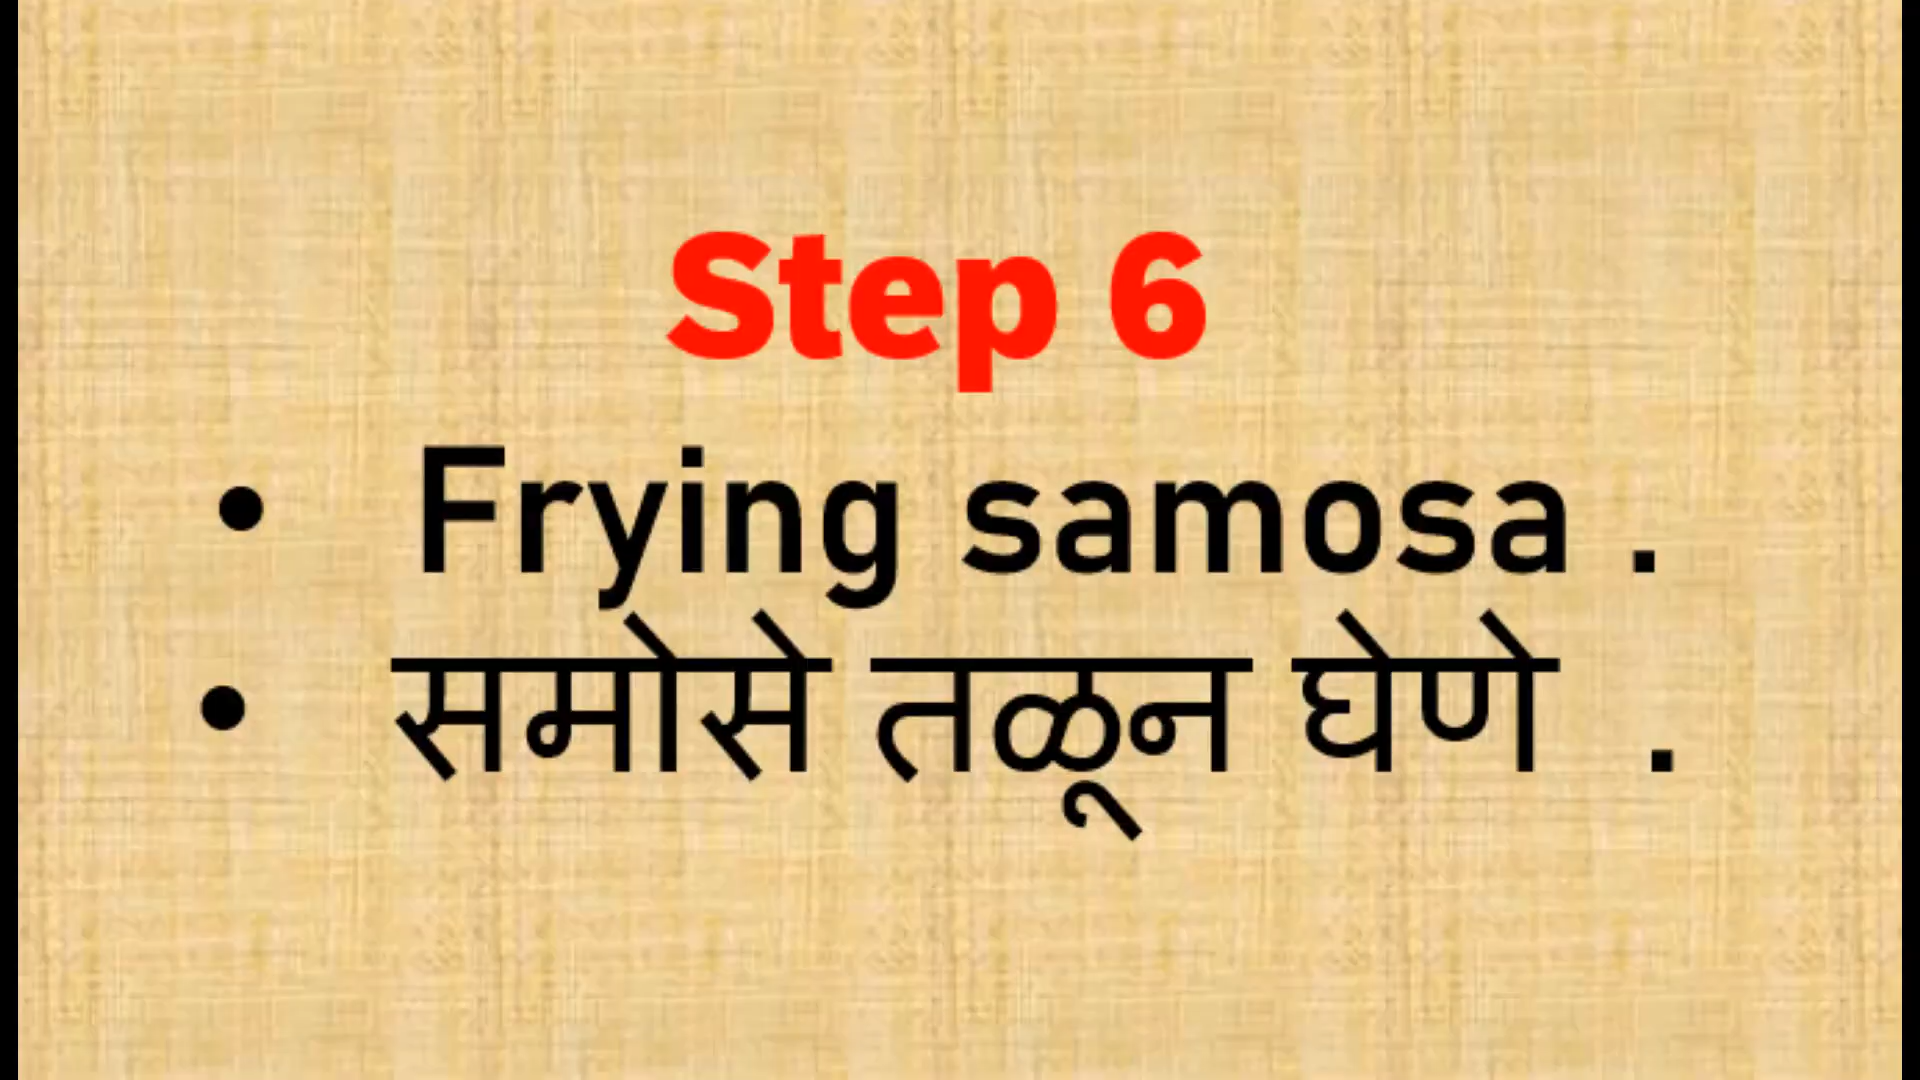 Step 6
• Frying samosa .
• समोसे तळून घेणे .